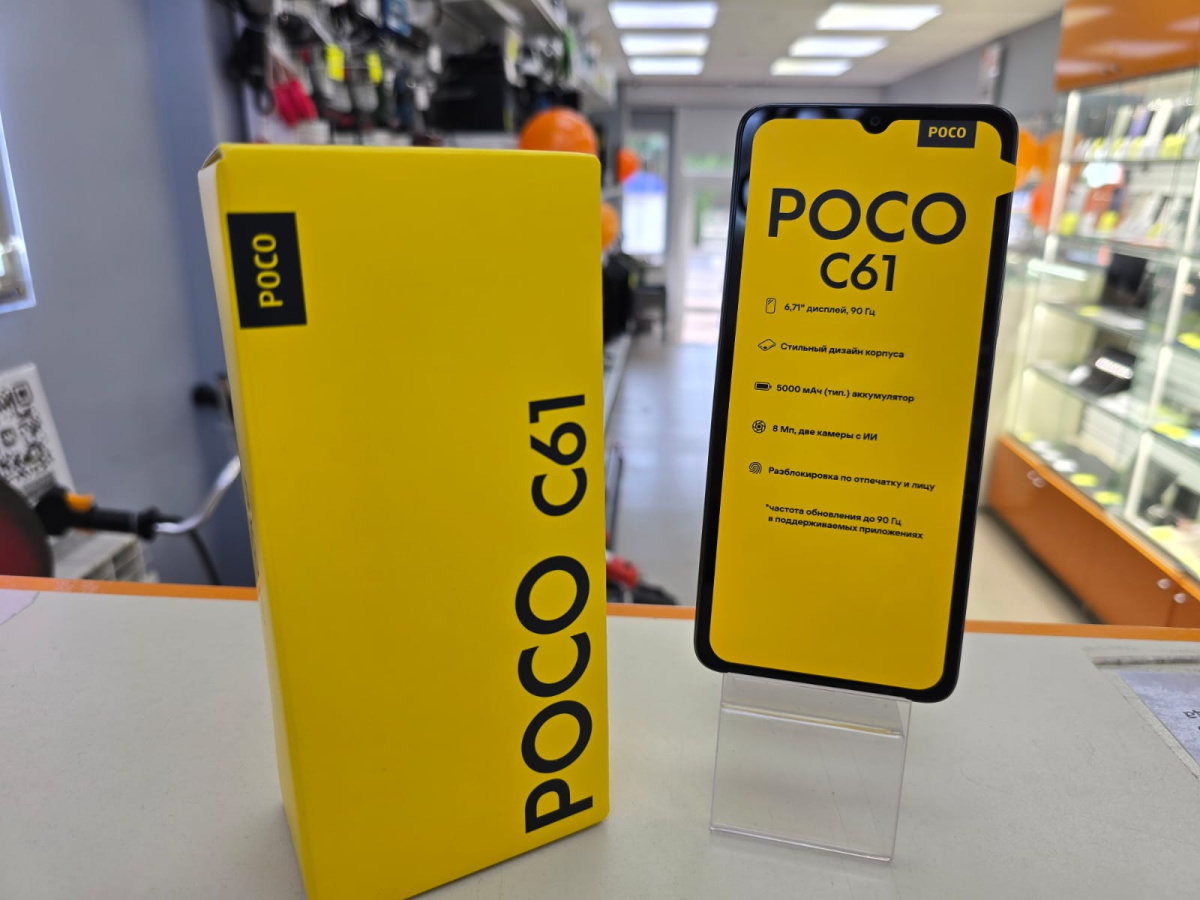 POCO
POCO C61
POCO
POCO
C61
6,71" дисплей, 90 Гц
Стильный дизайн корпуса
5000 мАч (тип.) аккумулятор
8 Мп, две камеры с ИИ
Разблокировка по отпечатку и лицу
*частота обновления до 90 Гц
в поддерживаемых приложениях